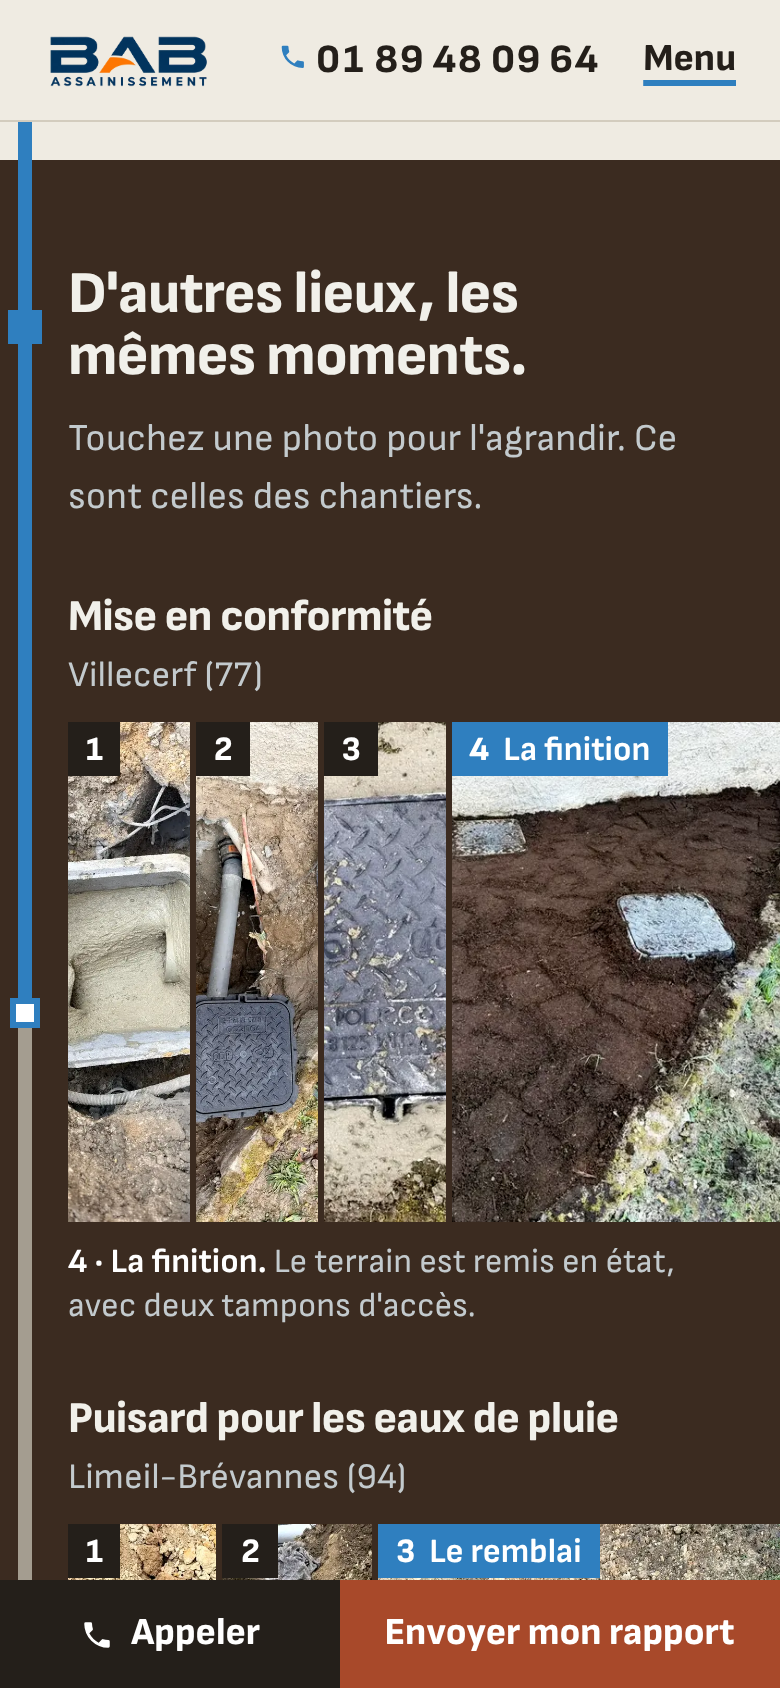 BAB
ASSAINISSEMENT
01 89 48 09 64
Menu
D'autres lieux, les
mêmes moments.
Touchez une photo pour l'agrandir. Ce
sont celles des chantiers.
Mise en conformité
Villecerf (77)
1
2
3
4 La finition
4 · La finition. Le terrain est remis en état,
avec deux tampons d'accès.
Puisard pour les eaux de pluie
Limeil-Brévannes (94)
1
2
3 Le remblai
Appeler
Envoyer mon rapport